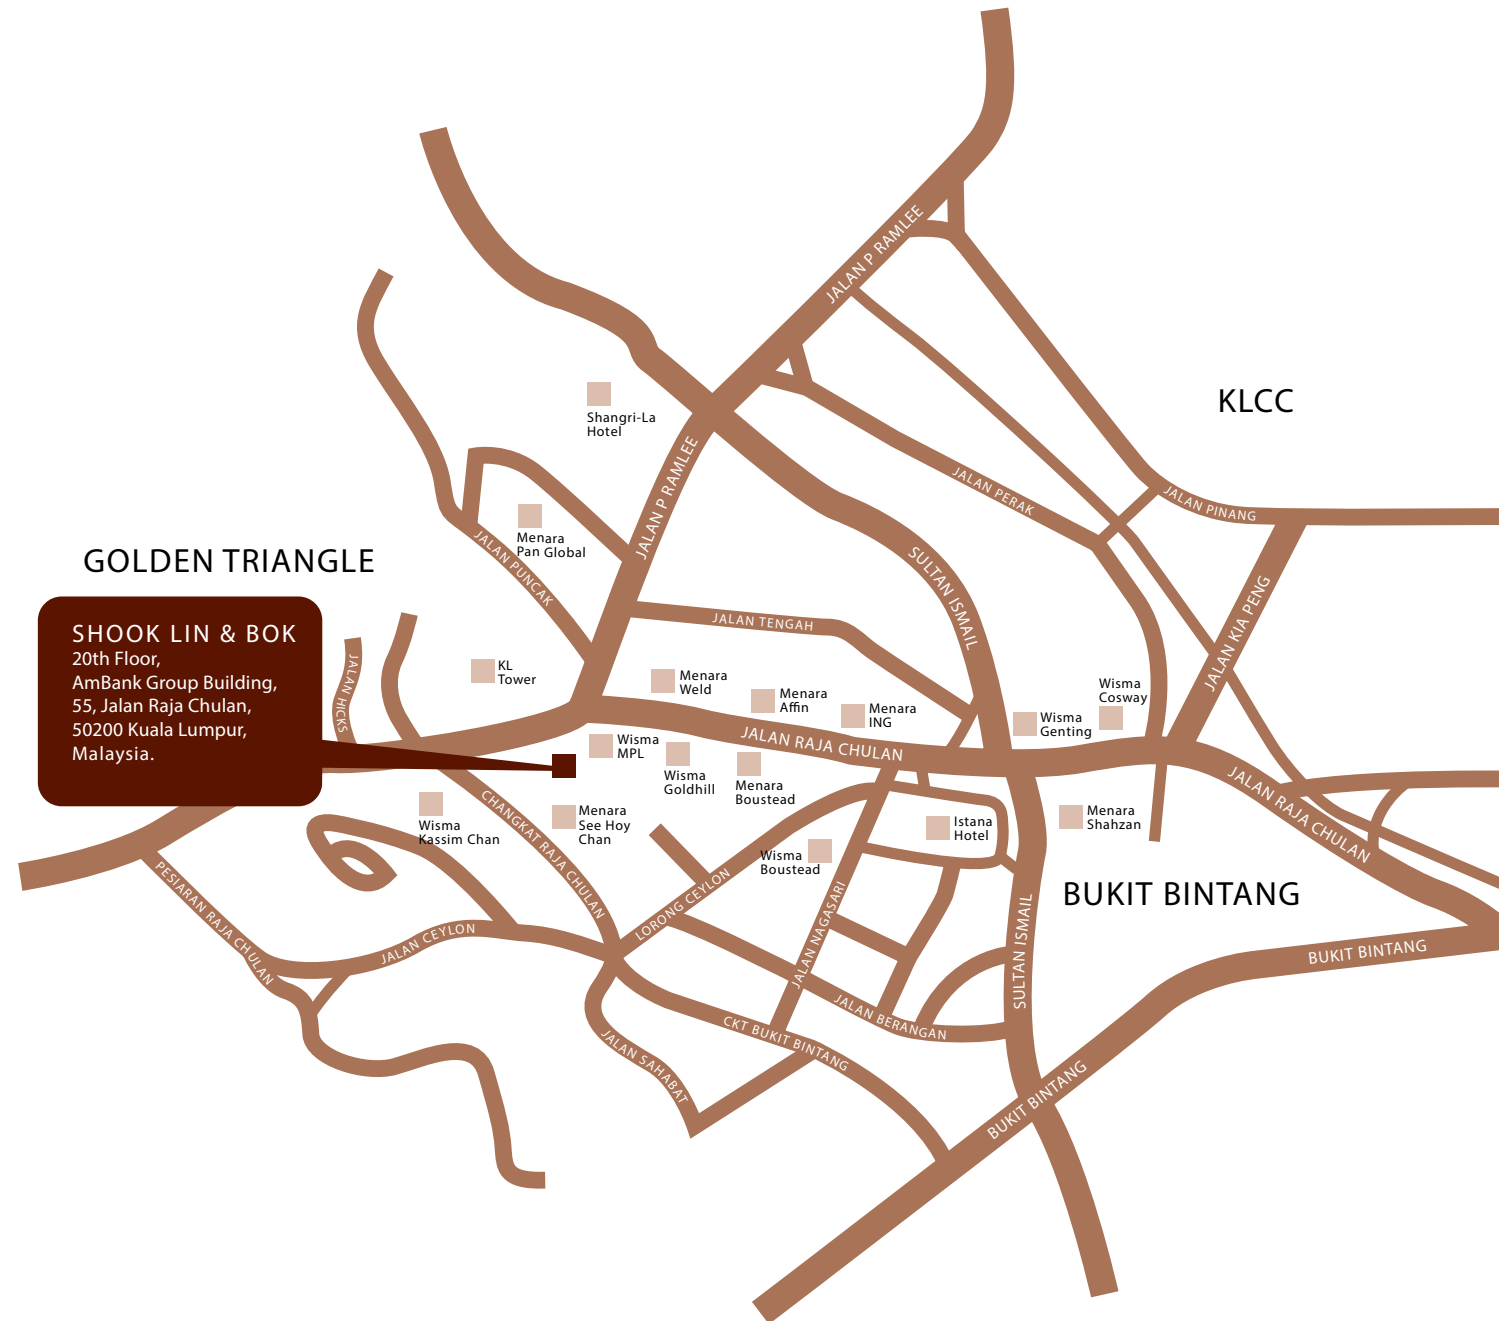 JALAN P RAMLEE
KLCC
Shangri-La
Hotel
JALAN P RAMLEE
JALAN PERAK
JALAN PINANG
Menara
Pan Global
GOLDEN TRIANGLE
JALAN PUNCAK
SULTAN ISMAIL
JALAN KIA PENG
SHOOK LIN & BOK
20th Floor,
AmBank Group Building,
55, Jalan Raja Chulan,
50200 Kuala Lumpur,
Malaysia.
JALAN TENGAH
JALAN HICKS
KL
Tower
Menara
Weld
Menara
Affin
Menara
ING
Wisma
Genting
Wisma
Cosway
Wisma
MPL
Wisma
Goldhill
Menara
Boustead
JALAN RAJA CHULAN
JALAN RAJA CHULAN
Wisma
Kassim Chan
CHANGKAT RAJA CHULAN
Menara
See Hoy
Chan
Istana
Hotel
Menara
Shahzan
Wisma
Boustead
BUKIT BINTANG
PESIARAN RAJA CHULAN
JALAN CEYLON
LORONG CEYLON
JALAN NAGASARI
SULTAN ISMAIL
BUKIT BINTANG
JALAN BERANGAN
CKT BUKIT BINTANG
JALAN SAHABAT
BUKIT BINTANG